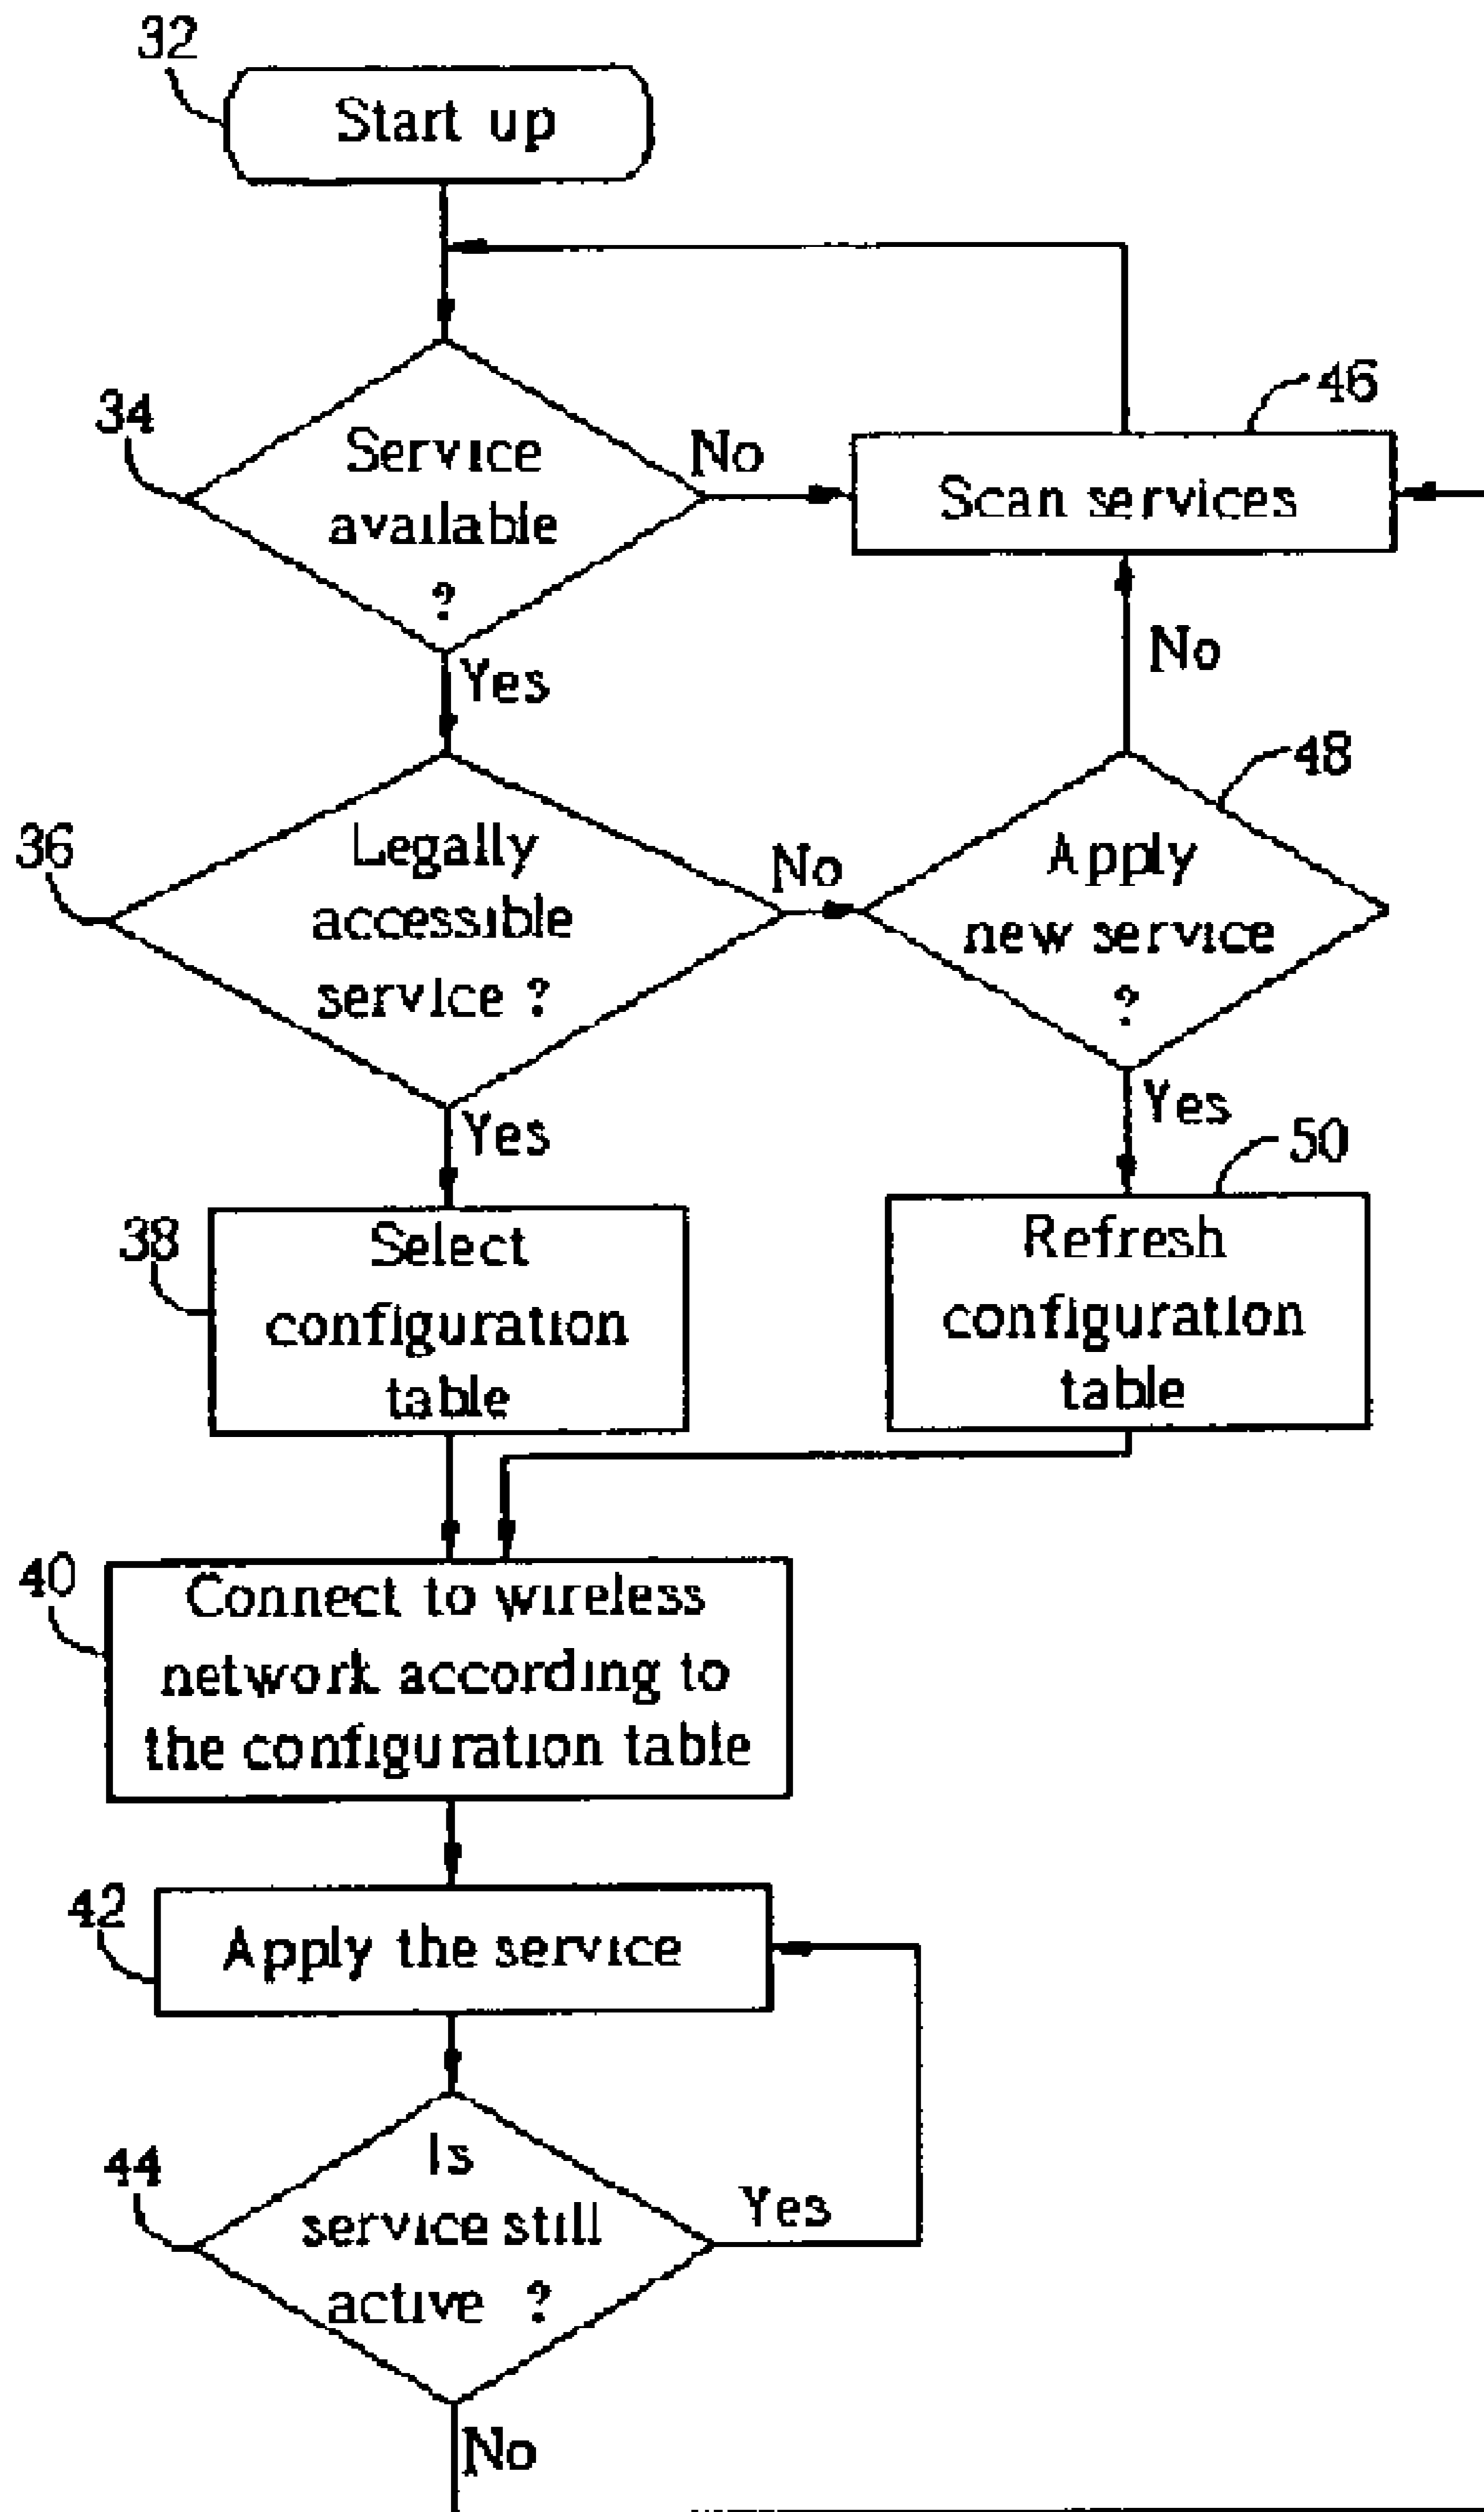 32
Start up
34
Service
available
?
No
46
Scan services
Yes
No
36
Legally
accessible
service ?
No
48
Apply
new service
?
Yes
Yes
38
Select
configuration
table
50
Refresh
configuration
table
40
Connect to wireless
network according to
the configuration table
42
Apply the service
44
Is
service still
active ?
Yes
No